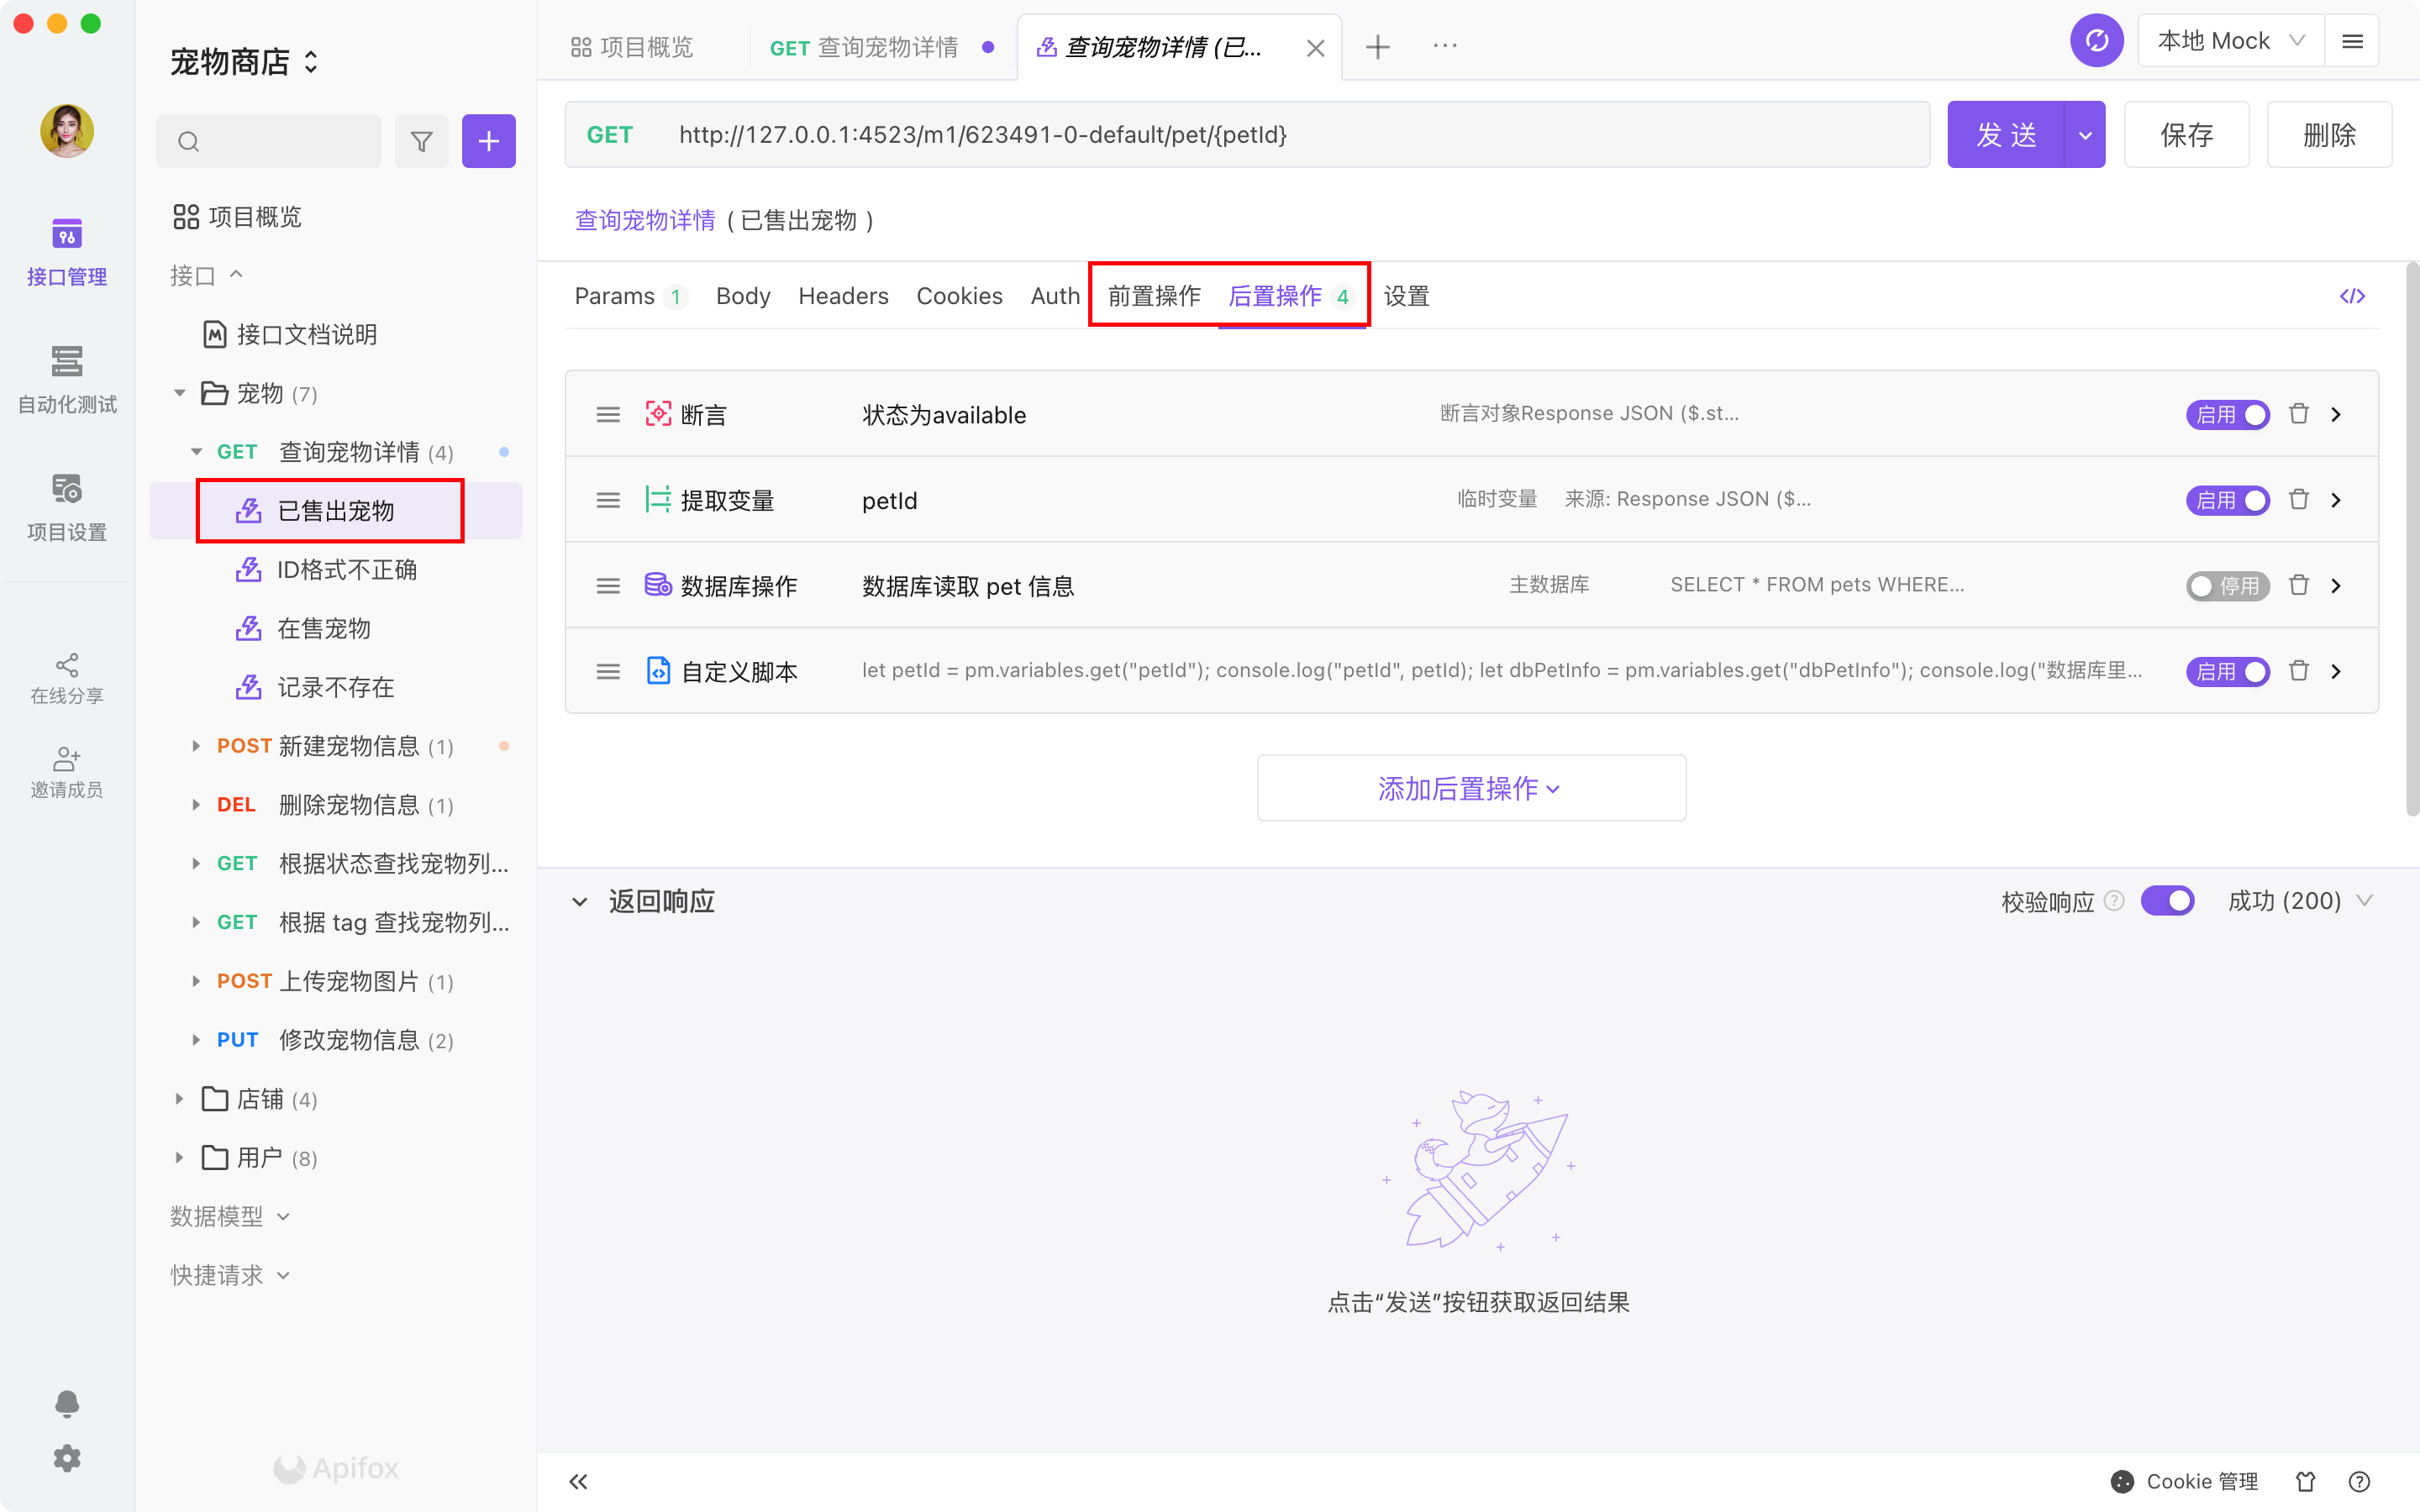 宠物商店
项目概览
GET 查询宠物详情
查询宠物详情 (已...
本地 Mock
接口管理
自动化测试
项目设置
在线分享
邀请成员
项目概览
接口
接口文档说明
宠物 (7)
GET 查询宠物详情 (4)
已售出宠物
ID格式不正确
在售宠物
记录不存在
POST 新建宠物信息 (1)
DEL 删除宠物信息 (1)
GET 根据状态查找宠物列...
GET 根据 tag 查找宠物列...
POST 上传宠物图片 (1)
PUT 修改宠物信息 (2)
店铺 (4)
用户 (8)
数据模型
快捷请求
Apifox
GET http://127.0.0.1:4523/m1/623491-0-default/pet/{petId}
发 送
保存
删除
查询宠物详情 ( 已售出宠物 )
Params 1 Body Headers Cookies Auth 前置操作 后置操作 4 设置
断言 状态为available 断言对象Response JSON ($.st... 启用
提取变量 petId 临时变量 来源: Response JSON ($... 启用
数据库操作 数据库读取 pet 信息 主数据库 SELECT * FROM pets WHERE... 停用
自定义脚本 let petId = pm.variables.get("petId"); console.log("petId", petId); let dbPetInfo = pm.variables.get("dbPetInfo"); console.log("数据库里... 启用
添加后置操作
返回响应
校验响应
成功 (200)
点击“发送”按钮获取返回结果
Cookie 管理